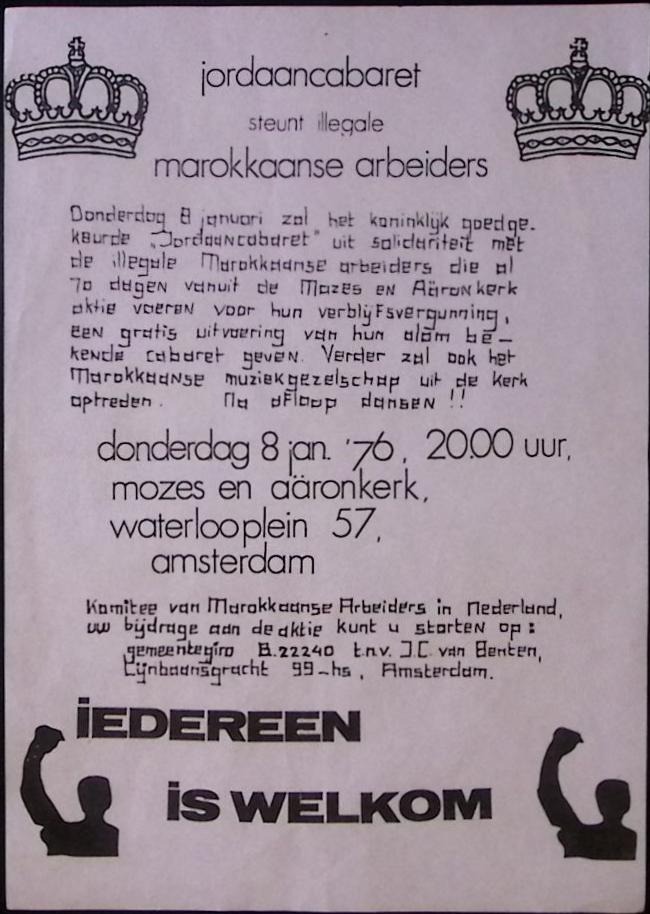 jordaancabaret
steunt illegale
marokkaanse arbeiders
Donderdag 8 januari zal het koninklijk goedge-
keurde „Jordaancabaret" uit solidariteit met
de illegale Marokkaanse arbeiders die al
70 dagen vanuit de Mozes en Aäronkerk
aktie voeren voor hun verblijfsvergunning,
een gratis uitvoering van hun alom be-
kende cabaret geven. Verder zal ook het
Marokkaanse muziekgezelschap uit de kerk
optreden. Na afloop dansen !!
donderdag 8 jan. '76, 20.00 uur,
mozes en aäronkerk,
waterlooplein 57,
amsterdam
Komitee van Marokkaanse Arbeiders in Nederland,
uw bijdrage aan de aktie kunt u storten op:
gemeentegiro B.22240 t.n.v. J.C. van Benten,
Lijnbaansgracht 99-hs, Amsterdam.
iEDEREEN
iS WELKOM